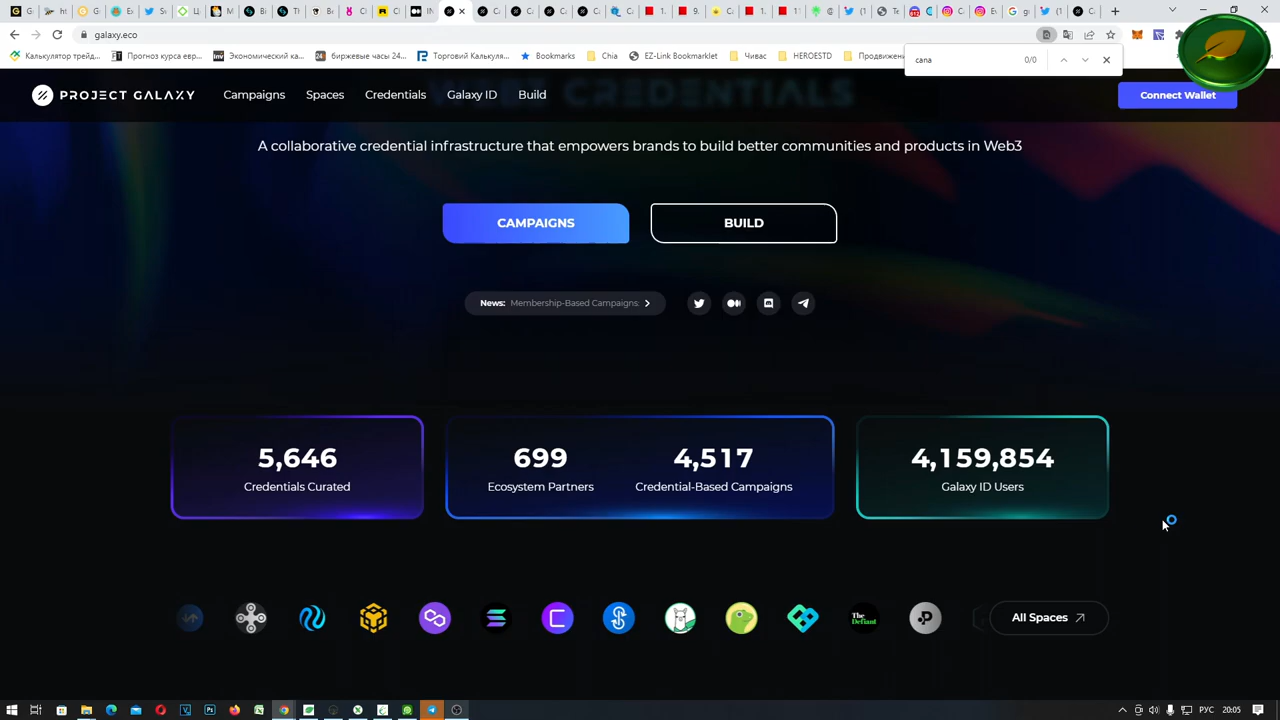 galaxy.eco
Калькулятор трейд...
Прогноз курса евр...
Экономический ка...
биржевые часы 24...
Торговий Калькуля...
Bookmarks
Chia
EZ-Link Bookmarklet
Чивас
HEROESTD
Продвижени
cana
0/0
PROJECT GALAXY
Campaigns
Spaces
Credentials
Galaxy ID
Build
CREDENTIALS
Connect Wallet
A collaborative credential infrastructure that empowers brands to build better communities and products in Web3
CAMPAIGNS
BUILD
News: Membership-Based Campaigns:
5,646
Credentials Curated
699
Ecosystem Partners
4,517
Credential-Based Campaigns
4,159,854
Galaxy ID Users
The Defiant
All Spaces
РУС
20:05